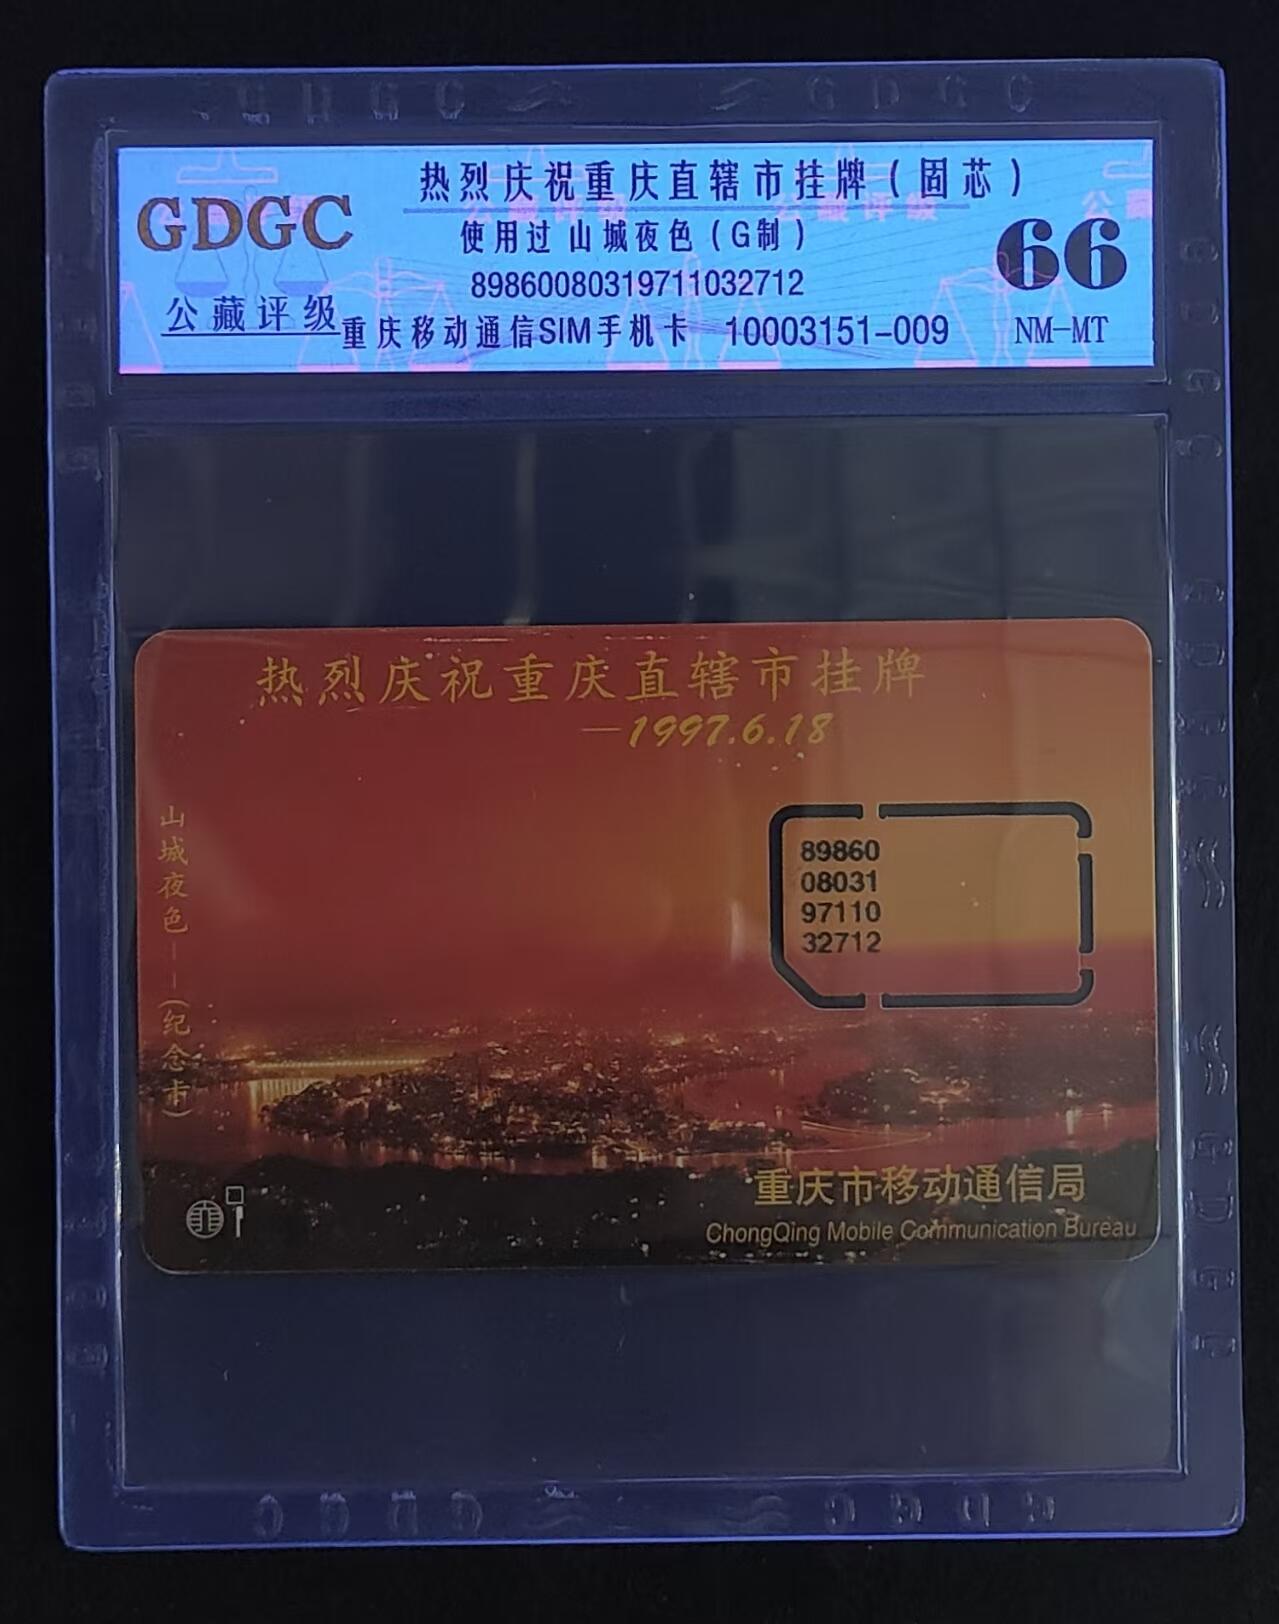 GDGC
GDGC
GDGC
公藏评级
热烈庆祝重庆直辖市挂牌（固芯）
使用过 山城夜色（G制）
89860080319711032712
重庆移动通信SIM手机卡 10003151-009
66
NM-MT
热烈庆祝重庆直辖市挂牌
—1997.6.18
山城夜色——(纪念卡)
89860
08031
97110
32712
重庆市移动通信局
ChongQing Mobile Communication Bureau
GDGC
GDGC